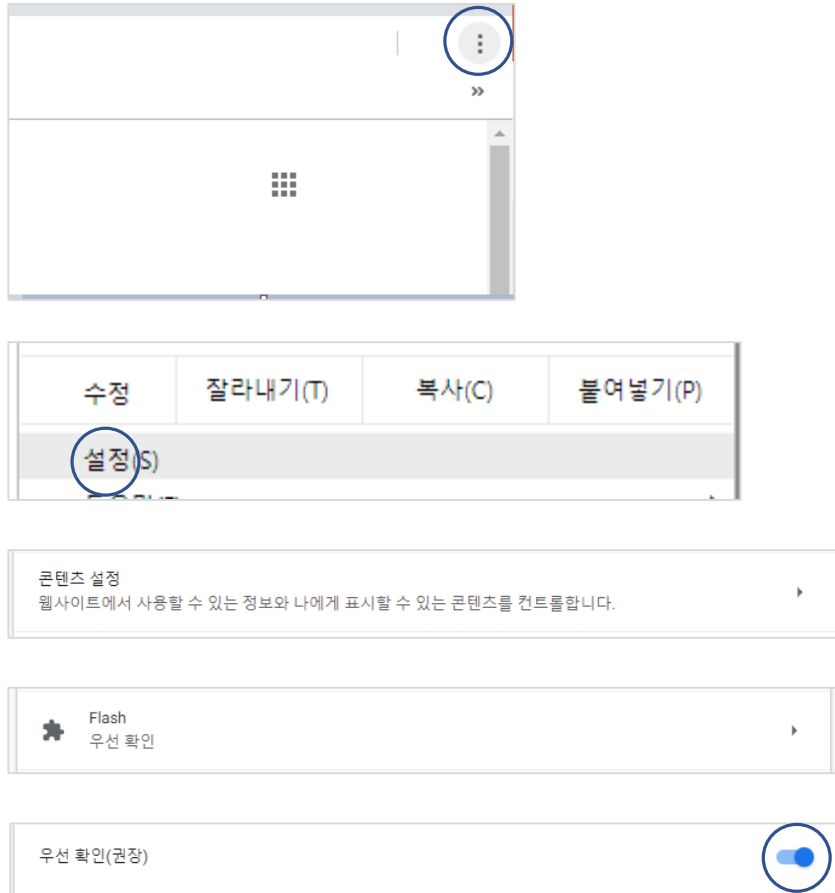 수정 잘라내기(T) 복사(C) 붙여넣기(P)
설정(S)
콘텐츠 설정
웹사이트에서 사용할 수 있는 정보와 나에게 표시할 수 있는 콘텐츠를 컨트롤합니다.
Flash
우선 확인
우선 확인(권장)